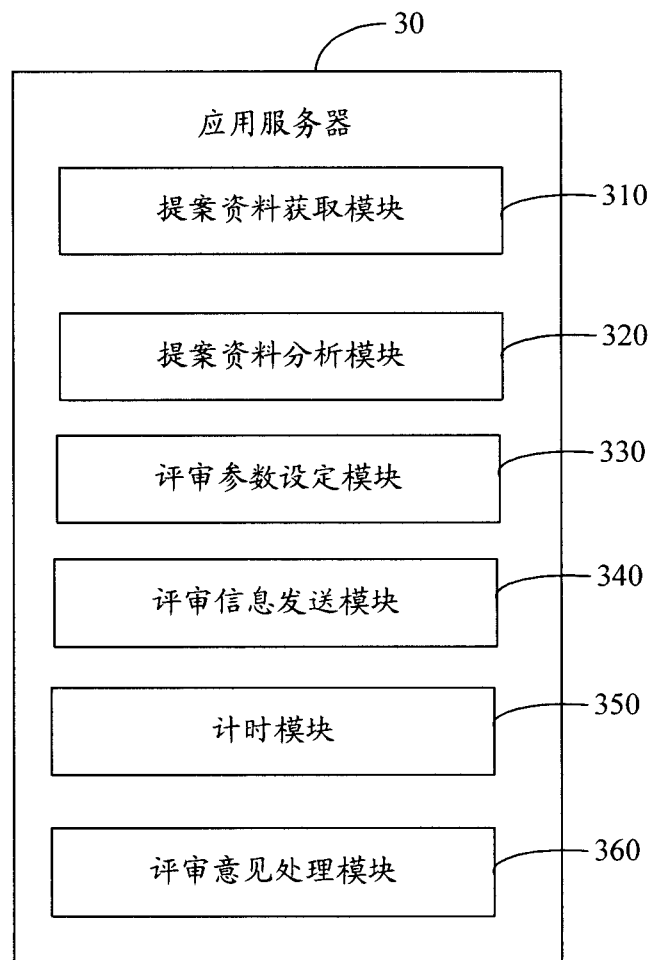 30
应用服务器
提案资料获取模块
310
提案资料分析模块
320
评审参数设定模块
330
评审信息发送模块
340
计时模块
350
评审意见处理模块
360